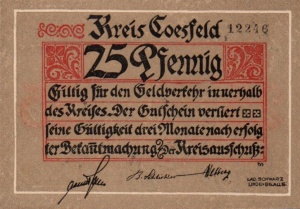 Kreis Coesfeld
12246
25 Pfennig
Gültig für den Geldverkehr innerhalb
des Kreises. Der Gutschein verliert
seine Gültigkeit drei Monate nach erfolg
ter Bekanntmachung. Der Kreisausschuß: